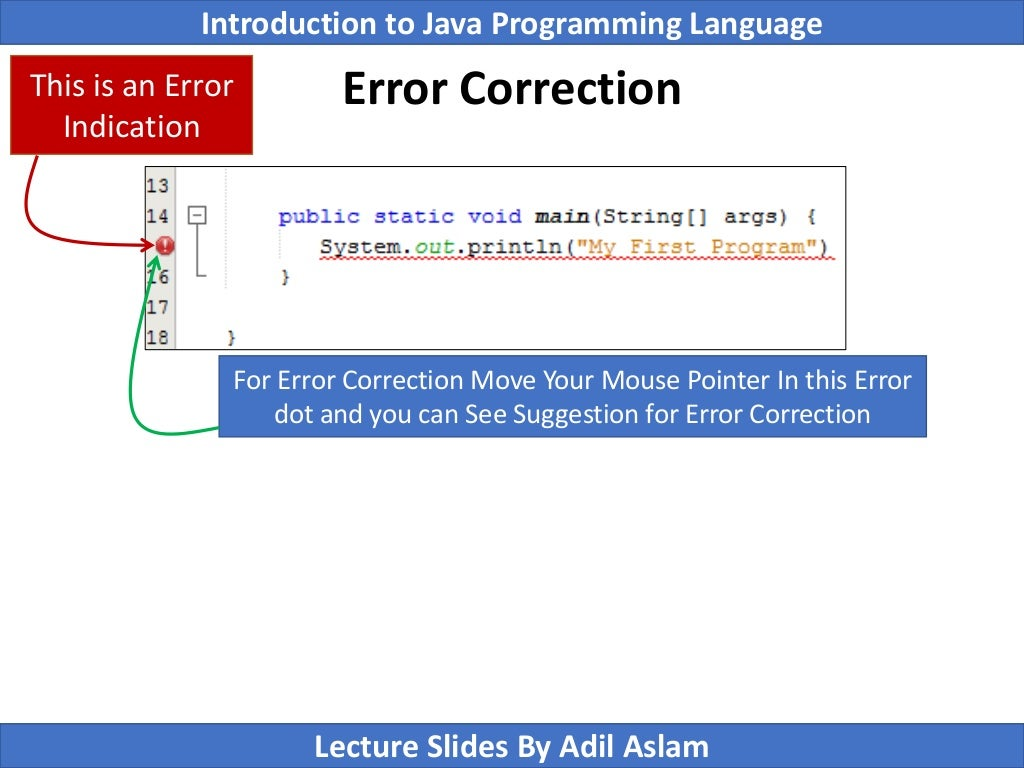 Introduction to Java Programming Language
This is an Error
Indication
Error Correction
13
14 public static void main(String[] args) {
System.out.println("My First Program")
16 }
17
18 }
For Error Correction Move Your Mouse Pointer In this Error
dot and you can See Suggestion for Error Correction
Lecture Slides By Adil Aslam